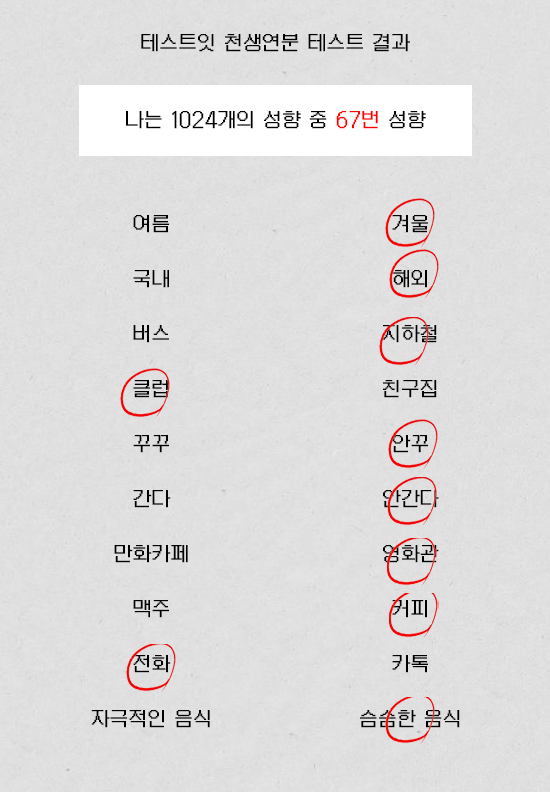 테스트잇 천생연분 테스트 결과
나는 1024개의 성향 중 67번 성향
여름 겨울
국내 해외
버스 지하철
클럽 친구집
꾸꾸 안꾸
간다 안간다
만화카페 영화관
맥주 커피
전화 카톡
자극적인 음식 슴슴한 음식